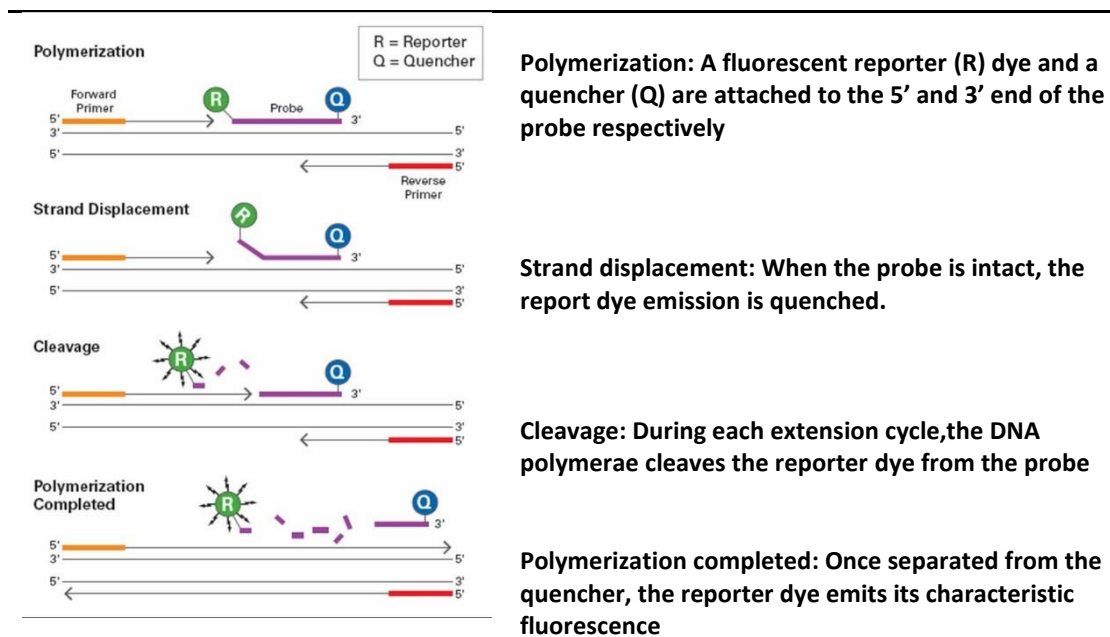 Polymerization
R = Reporter
Q = Quencher
Forward
Primer
R
Probe
Q
5'
3'
3'
5'
5'
3'
5'
Reverse
Primer
Polymerization: A fluorescent reporter (R) dye and a
quencher (Q) are attached to the 5’ and 3’ end of the
probe respectively
Strand Displacement
R
Q
5'
3'
3'
5'
5'
3'
5'
Strand displacement: When the probe is intact, the
report dye emission is quenched.
Cleavage
R
Q
5'
3'
3'
5'
5'
3'
5'
Cleavage: During each extension cycle,the DNA
polymerae cleaves the reporter dye from the probe
Polymerization
Completed
R
Q
3'
5'
3'
5'
5'
3'
5'
Polymerization completed: Once separated from the
quencher, the reporter dye emits its characteristic
fluorescence